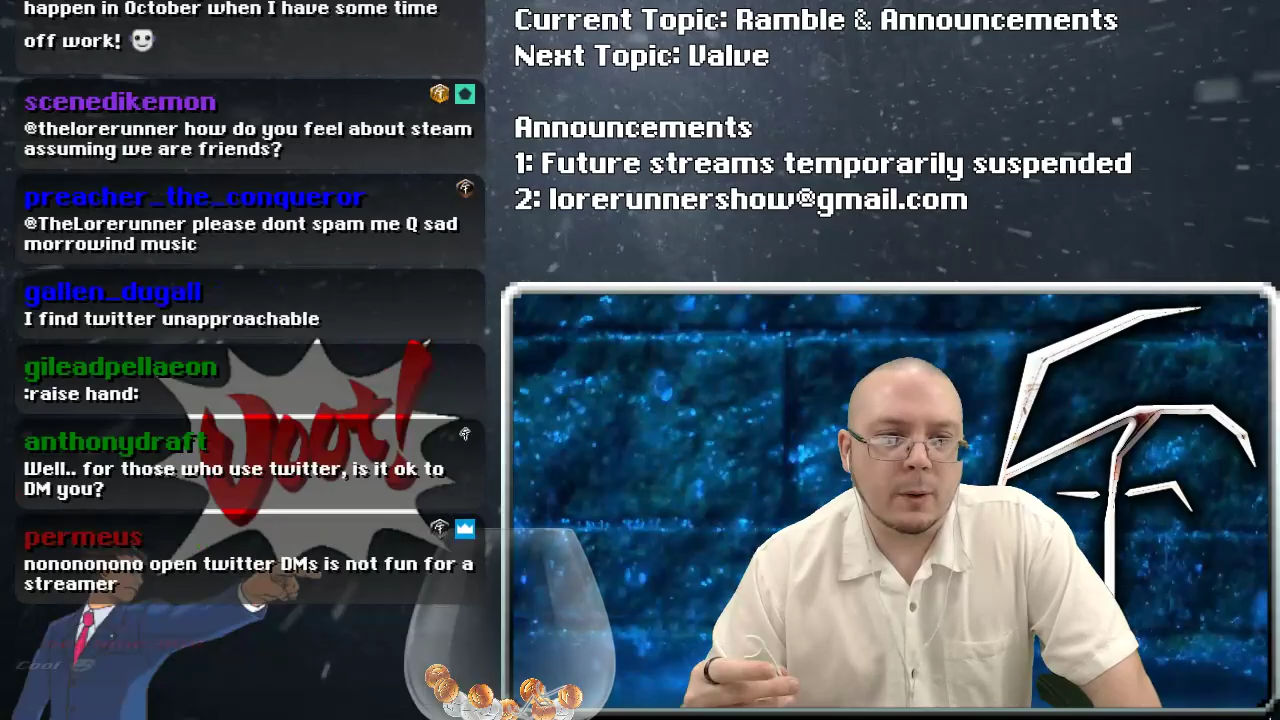 happen in October when I have some time
off work!
scenedikemon
@thelorerunner how do you feel about steam
assuming we are friends?
preacher_the_conqueror
@TheLorerunner please dont spam me Q sad
morrowind music
gallen_dugall
I find twitter unapproachable
gileadpellaeon
:raise hand:
anthonydraft
Well.. for those who use twitter, is it ok to
DM you?
permeus
nononononono open twitter DMs is not fun for a
streamer
Woot!
Cool
Current Topic: Ramble & Announcements
Next Topic: Valve
Announcements
1: Future streams temporarily suspended
2: lorerunnershow@gmail.com